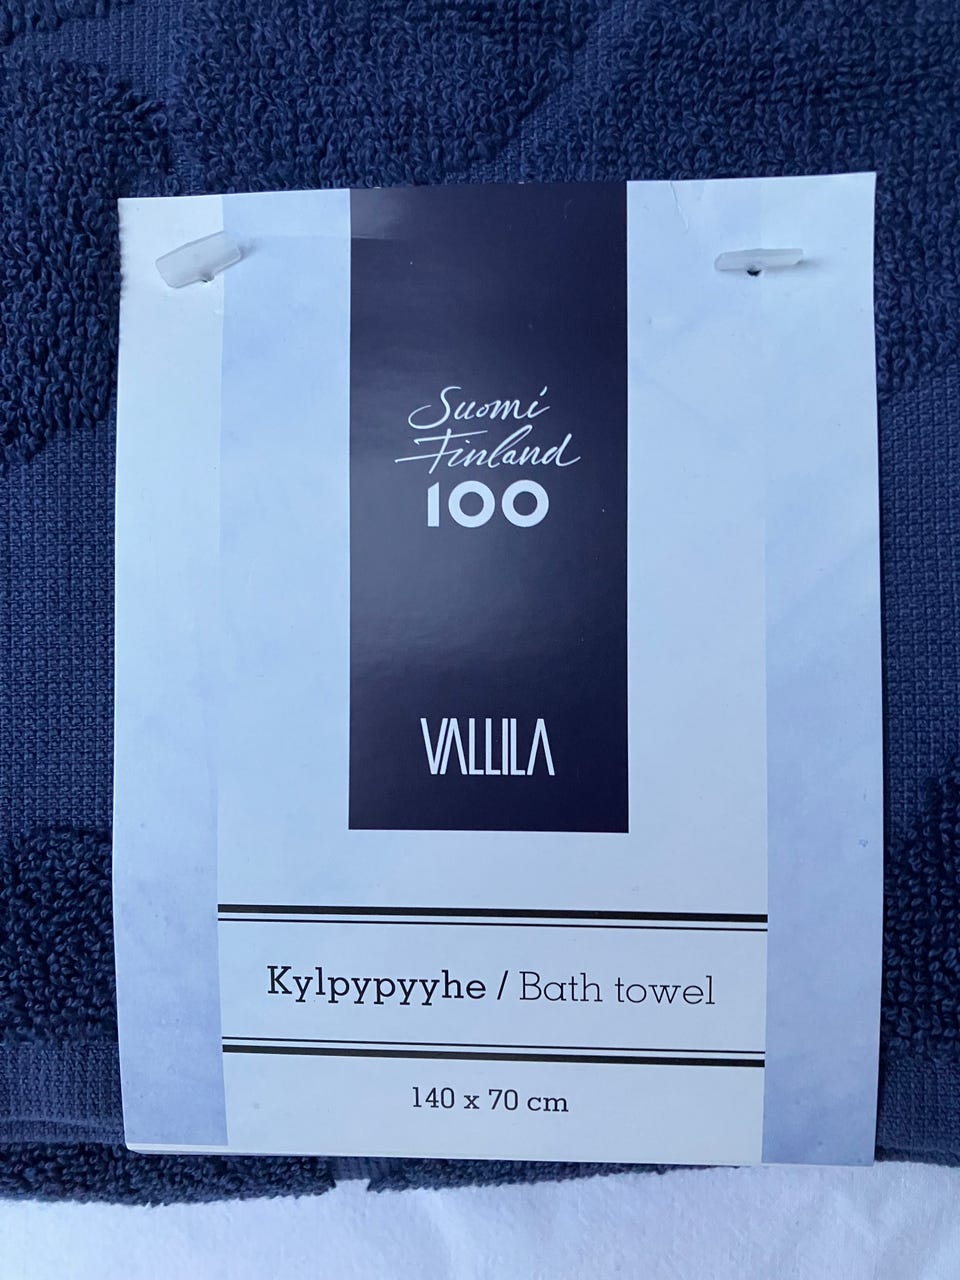 Suomi
Finland
100
VALLILA
Kylpypyyhe / Bath towel
140 x 70 cm